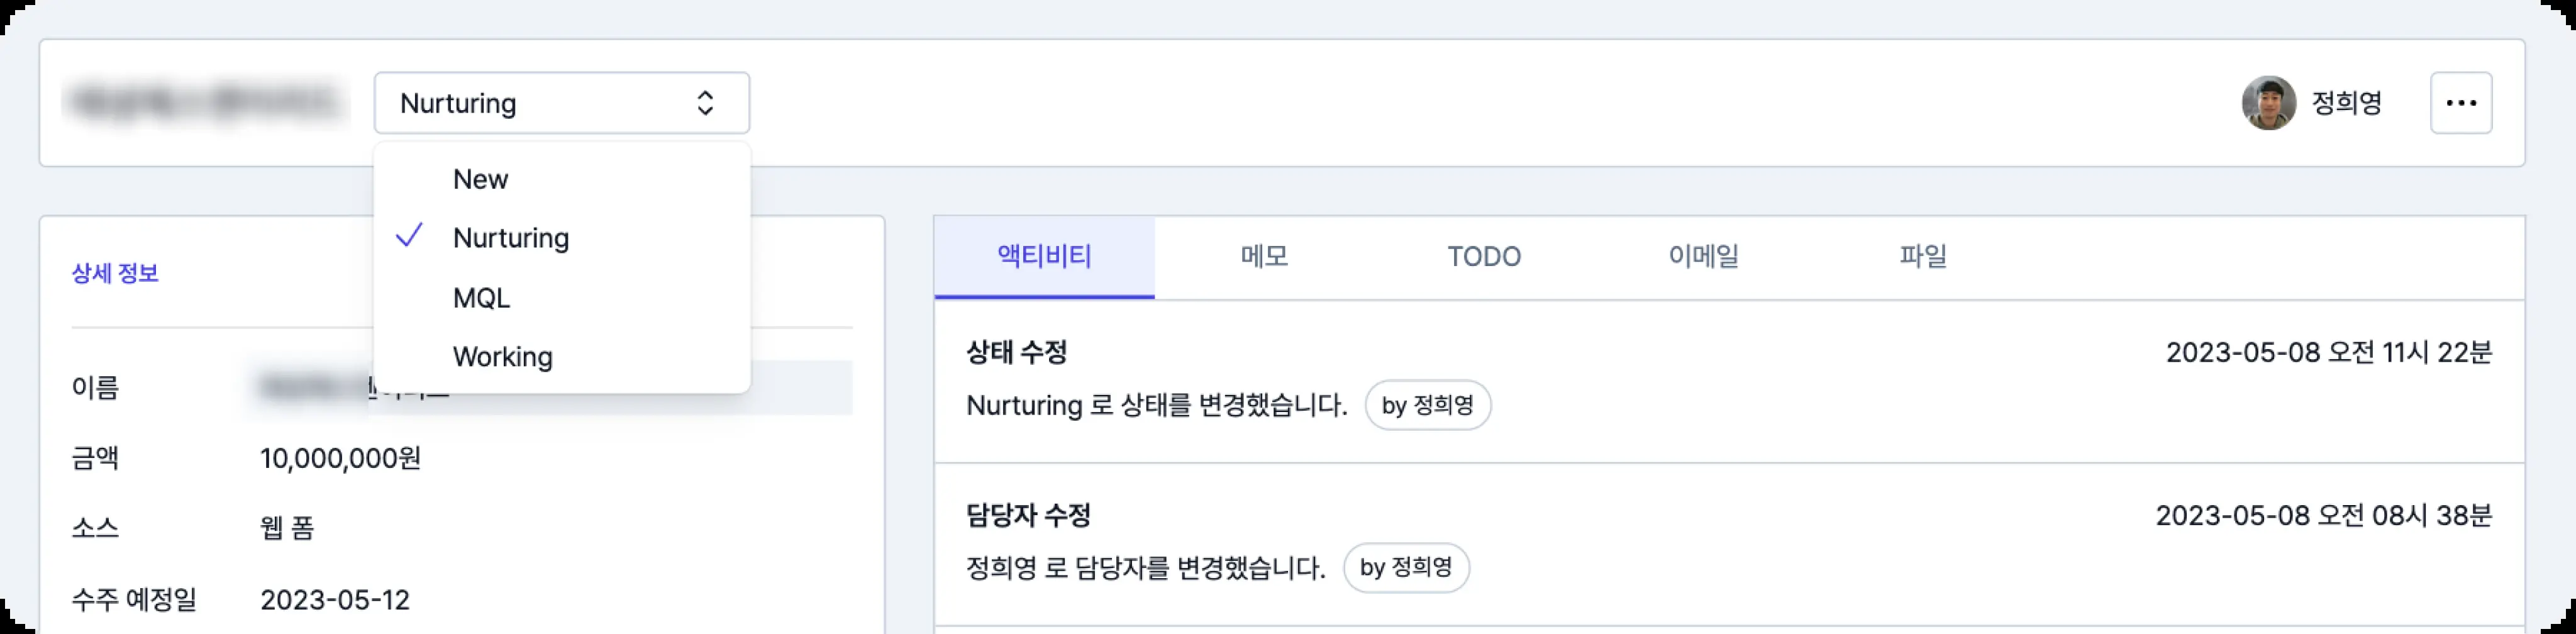 Nurturing
정희영
New
Nurturing
MQL
Working
상세 정보
이름
금액 10,000,000원
소스 웹 폼
수주 예정일 2023-05-12
액티비티 메모 TODO 이메일 파일
상태 수정 2023-05-08 오전 11시 22분
Nurturing 로 상태를 변경했습니다. by 정희영
담당자 수정 2023-05-08 오전 08시 38분
정희영 로 담당자를 변경했습니다. by 정희영